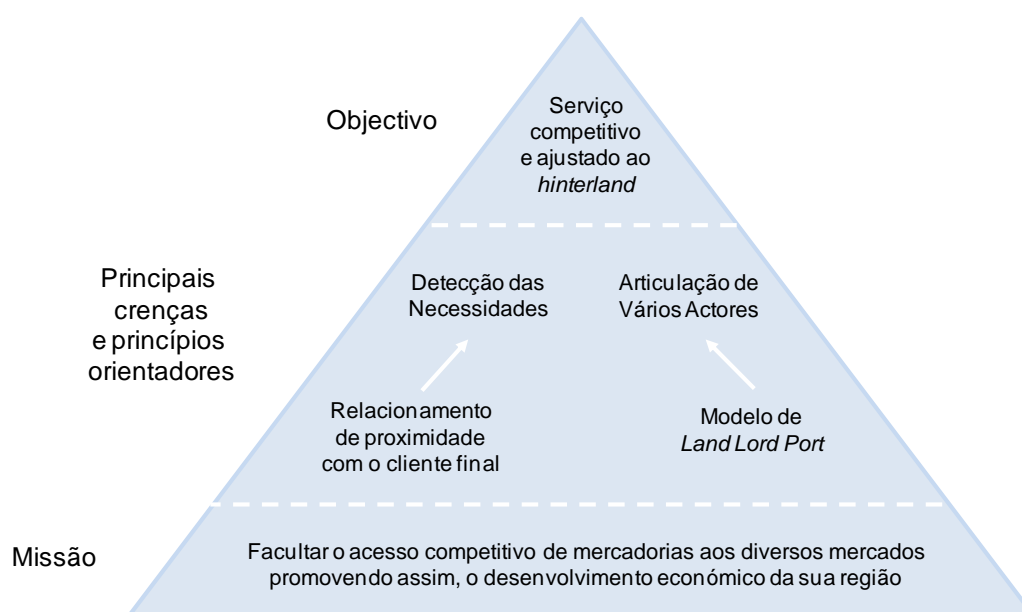 Objectivo
Serviço
competitivo
e ajustado ao
hinterland
Principais
crenças
e princípios
orientadores
Detecção das
Necessidades
Articulação de
Vários Actores
Relacionamento
de proximidade
com o cliente final
Modelo de
Land Lord Port
Missão
Facultar o acesso competitivo de mercadorias aos diversos mercados
promovendo assim, o desenvolvimento económico da sua região